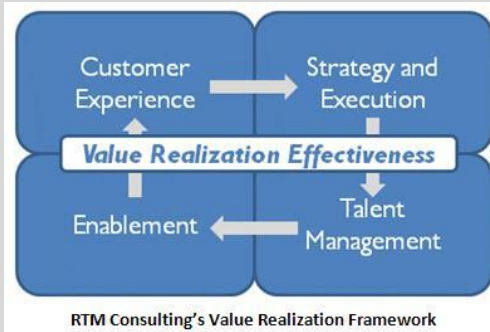 Customer
Experience
Strategy and
Execution
Value Realization Effectiveness
Enablement
Talent
Management
RTM Consulting's Value Realization Framework